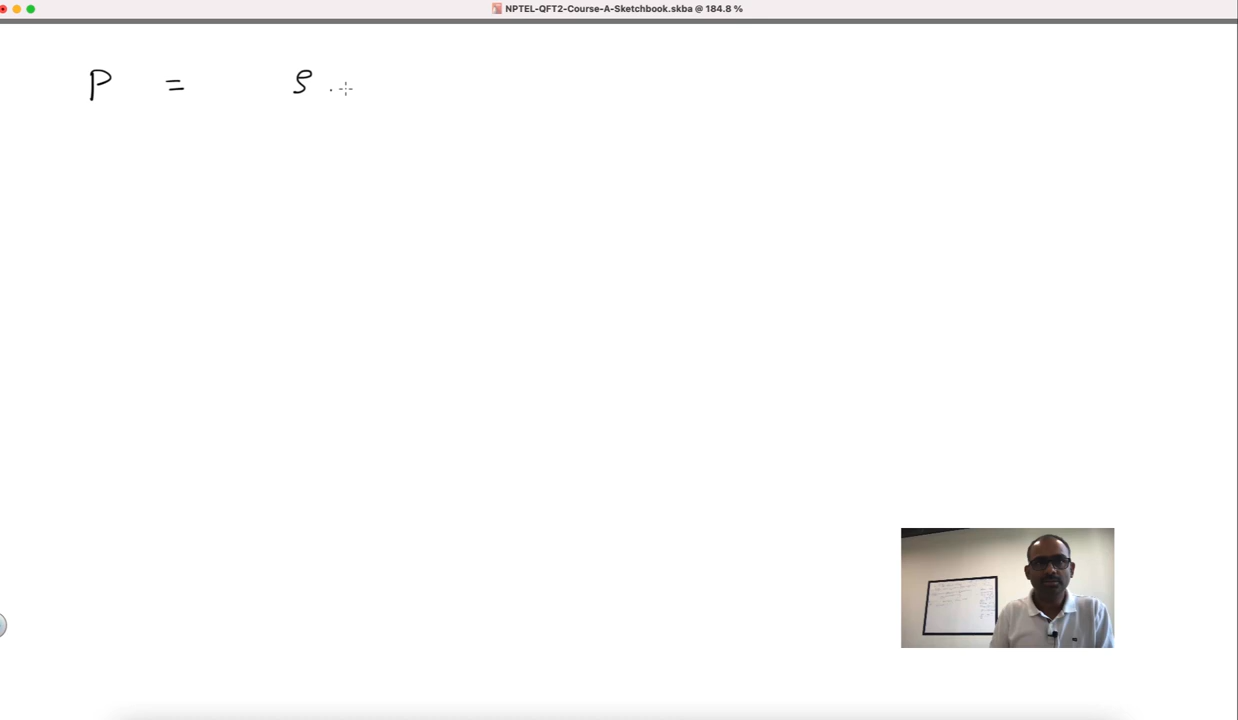 NPTEL-QFT2-Course-A-Sketchbook.skba @ 184.8 %
P = ρ .